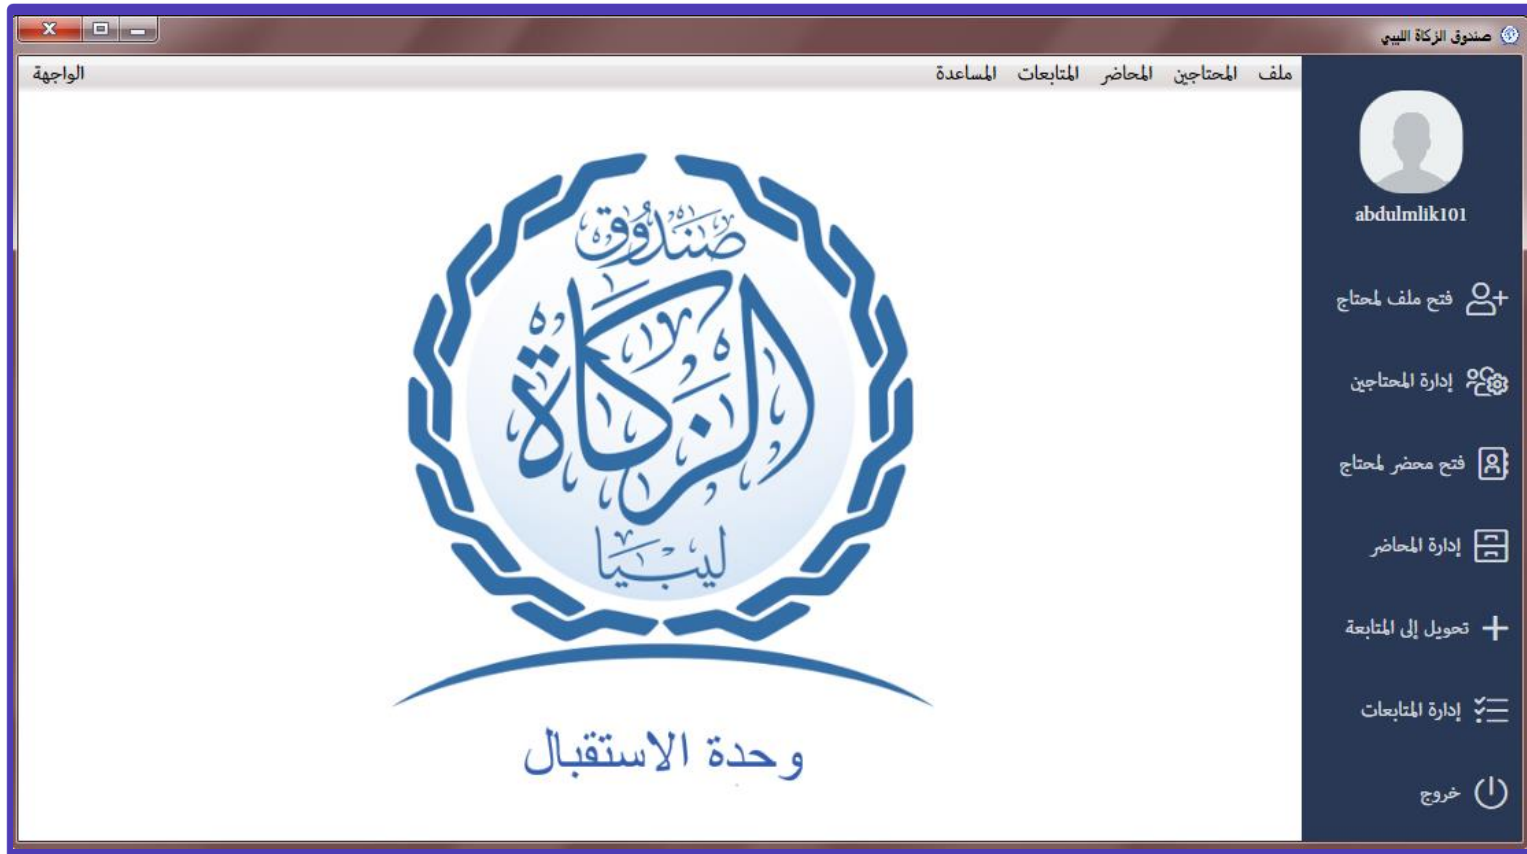 صندوق الزكاة الليبي
ملف المحتاجين المحاضر المتابعات المساعدة الواجهة
abdulmlik101
فتح ملف لمحتاج
إدارة المحتاجين
فتح محضر لمحتاج
إدارة المحاضر
تحويل إلى المتابعة
إدارة المتابعات
خروج
صَنْدُوُق
الزكاة
ليبيا
وحدة الاستقبال